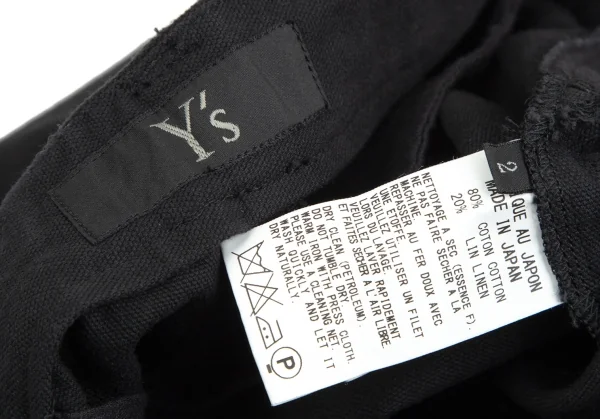 Y's
2
QUE AU JAPON
MADE IN JAPAN
80% COTON COTTON
20% LIN LINEN
NETTOYAGE A SEC (ESSENCE F).
NE PAS FAIRE SÉCHER A LA
MACHINE.
REPASSER AU FER DOUX AVEC
UNE ETOFFE.
VEUILLEZ UTILISER UN FILET
LORS DU LAVAGE.
VEUILLEZ LAVER RAPIDEMENT
ET FAITES SÉCHER A L'AIR LIBRE.
DRY CLEAN (PETROLEUM).
DO NOT TUMBLE DRY.
WARM IRON WITH PRESS CLOTH.
PLEASE USE A CLEANING NET
WASH QUICKLY, AND LET IT
DRY NATURALLY.
P